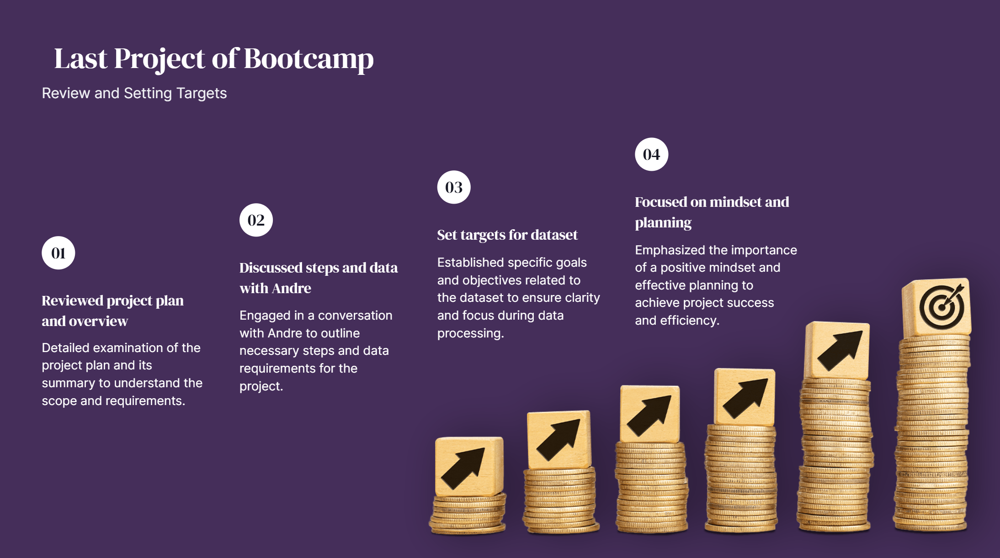 Last Project of Bootcamp
Review and Setting Targets
01
Reviewed project plan
and overview
Detailed examination of the
project plan and its
summary to understand the
scope and requirements.
02
Discussed steps and data
with Andre
Engaged in a conversation
with Andre to outline
necessary steps and data
requirements for the
project.
03
Set targets for dataset
Established specific goals
and objectives related to
the dataset to ensure clarity
and focus during data
processing.
04
Focused on mindset and
planning
Emphasized the importance
of a positive mindset and
effective planning to
achieve project success
and efficiency.